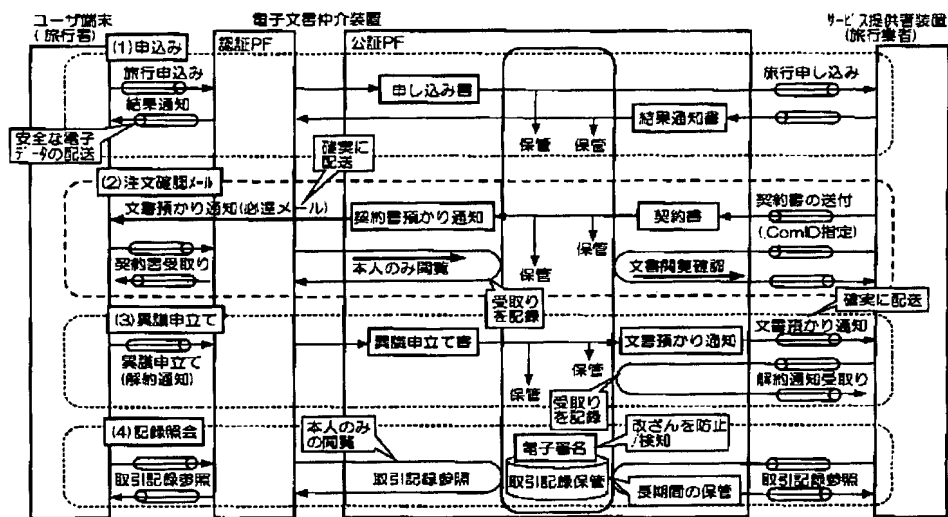 ユーザ端末
(旅行者)
電子文書仲介装置
サービス提供者装置
(旅行業者)
認証PF
公証PF
(1)申込み
旅行申込み
申し込み書
旅行申し込み
結果通知
結果通知書
保管
保管
安全な電子
データの配送
確実に
配送
(2)注文確認メール
文書預かり通知(必達メール)
契約書預かり通知
契約書
契約書の送付
(.ComID指定)
保管
保管
契約書受取り
本人のみ閲覧
文書閲覧確認
受取り
を記録
確実に配送
(3)異議申立て
異議申立て
(解約通知)
異議申立て書
文書預かり通知
文書預かり通知
保管
保管
受取り
を記録
解約通知受取り
(4)記録照会
本人のみ
の閲覧
電子署名
改ざんを防止
/検知
取引記録参照
取引記録参照
取引記録保管
長期間の保管
取引記録参照